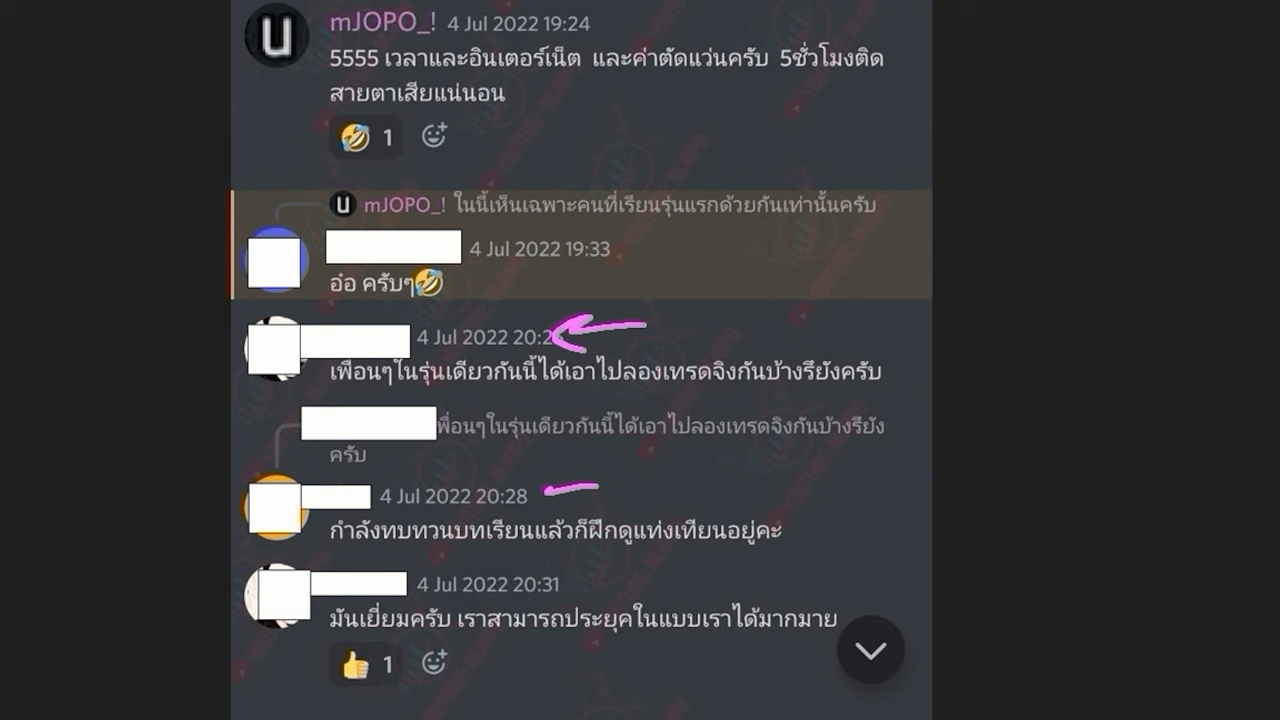 mJOPO_! 4 Jul 2022 19:24
5555 เวลาและอินเตอร์เน็ต และค่าตัดแว่นครับ 5ชั่วโมงติด
สายตาเสียแน่นอน
🤣 1
mJOPO_! ในนี้เห็นเฉพาะคนที่เรียนรุ่นแรกด้วยกันเท่านั้นครับ
4 Jul 2022 19:33
อ๋อ ครับๆ🤣
4 Jul 2022
เพื่อนๆในรุ่นเดียวกันนี้ได้เอาไปลองเทรดจิงกันบ้างรึยังครับ
พื่อนๆในรุ่นเดียวกันนี้ได้เอาไปลองเทรดจิงกันบ้างรึยัง
ครับ
4 Jul 2022 20:28
กำลังทบทวนบทเรียนแล้วก็ฝึกดูแท่งเทียนอยู่คะ
4 Jul 2022 20:31
มันเยี่ยมครับ เราสามารถประยุคในแบบเราได้มากมาย
👍 1